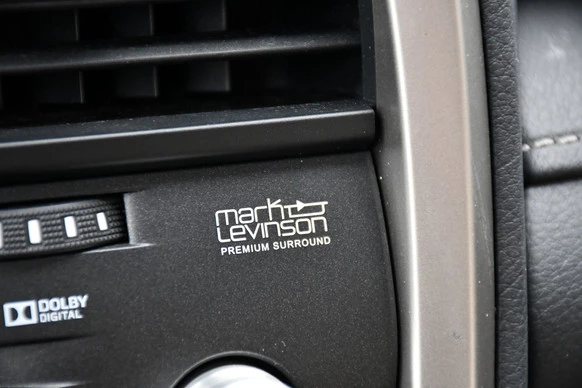 mark
LEVINSON
PREMIUM SURROUND
DOLBY
DIGITAL